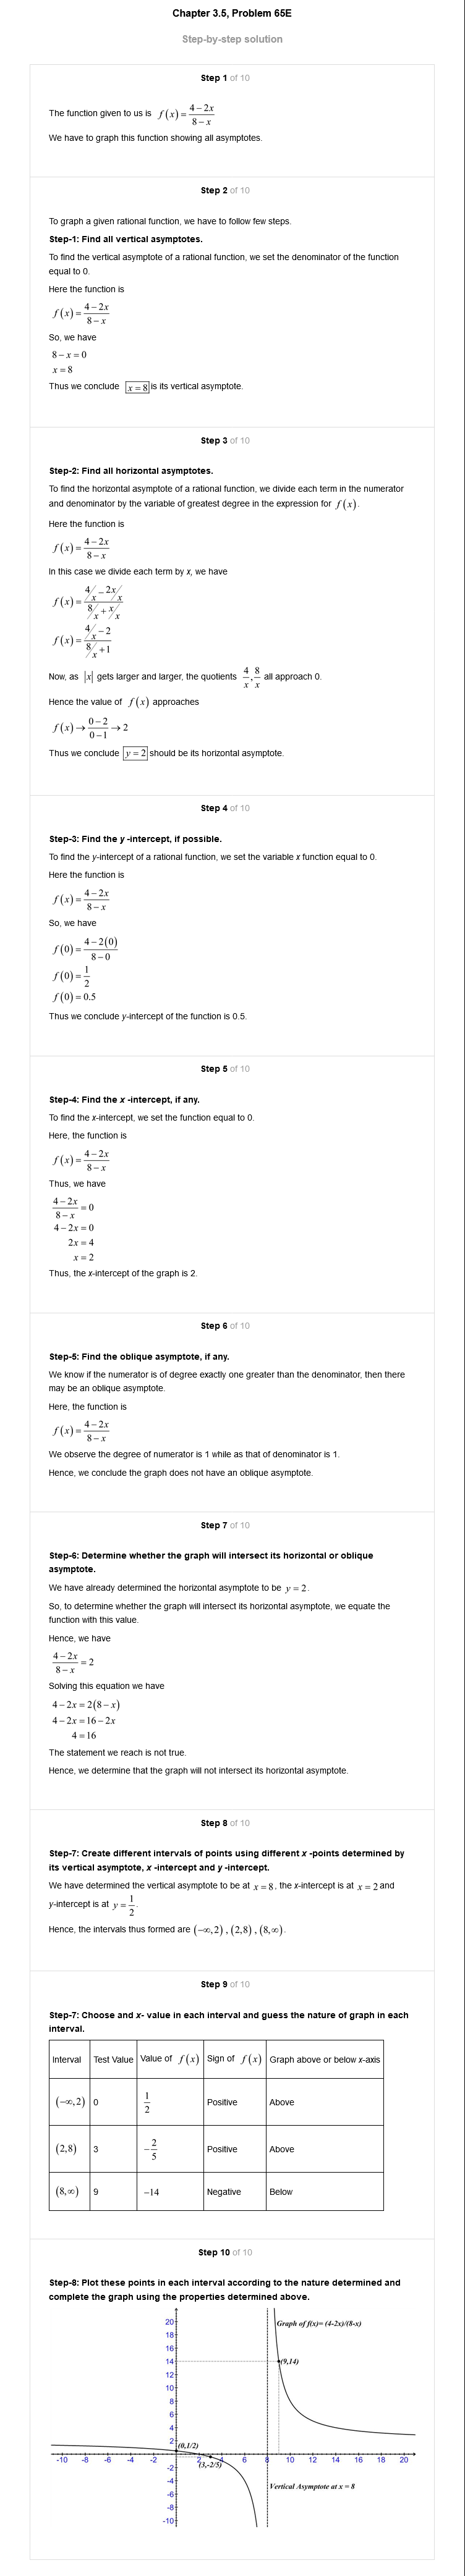 Chapter 3.5, Problem 65E
Step-by-step solution
Step 1 of 10
The function given to us is f(x) = (4 − 2x)/(8 − x)
We have to graph this function showing all asymptotes.
Step 2 of 10
To graph a given rational function, we have to follow few steps.
Step-1: Find all vertical asymptotes.
To find the vertical asymptote of a rational function, we set the denominator of the function
equal to 0.
Here the function is
f(x) = (4 − 2x)/(8 − x)
So, we have
8 − x = 0
x = 8
Thus we conclude x = 8 is its vertical asymptote.
Step 3 of 10
Step-2: Find all horizontal asymptotes.
To find the horizontal asymptote of a rational function, we divide each term in the numerator
and denominator by the variable of greatest degree in the expression for f(x).
Here the function is
f(x) = (4 − 2x)/(8 − x)
In this case we divide each term by x, we have
f(x) = (4/x − 2x/x)/(8/x + x/x)
f(x) = (4/x − 2)/(8/x + 1)
Now, as |x| gets larger and larger, the quotients 4/x, 8/x all approach 0.
Hence the value of f(x) approaches
f(x) → (0 − 2)/(0 − 1) → 2
Thus we conclude y = 2 should be its horizontal asymptote.
Step 4 of 10
Step-3: Find the y -intercept, if possible.
To find the y-intercept of a rational function, we set the variable x function equal to 0.
Here the function is
f(x) = (4 − 2x)/(8 − x)
So, we have
f(0) = (4 − 2(0))/(8 − 0)
f(0) = 1/2
f(0) = 0.5
Thus we conclude y-intercept of the function is 0.5.
Step 5 of 10
Step-4: Find the x -intercept, if any.
To find the x-intercept, we set the function equal to 0.
Here, the function is
f(x) = (4 − 2x)/(8 − x)
Thus, we have
(4 − 2x)/(8 − x) = 0
4 − 2x = 0
2x = 4
x = 2
Thus, the x-intercept of the graph is 2.
Step 6 of 10
Step-5: Find the oblique asymptote, if any.
We know if the numerator is of degree exactly one greater than the denominator, then there
may be an oblique asymptote.
Here, the function is
f(x) = (4 − 2x)/(8 − x)
We observe the degree of numerator is 1 while as that of denominator is 1.
Hence, we conclude the graph does not have an oblique asymptote.
Step 7 of 10
Step-6: Determine whether the graph will intersect its horizontal or oblique
asymptote.
We have already determined the horizontal asymptote to be y = 2.
So, to determine whether the graph will intersect its horizontal asymptote, we equate the
function with this value.
Hence, we have
(4 − 2x)/(8 − x) = 2
Solving this equation we have
4 − 2x = 2(8 − x)
4 − 2x = 16 − 2x
4 = 16
The statement we reach is not true.
Hence, we determine that the graph will not intersect its horizontal asymptote.
Step 8 of 10
Step-7: Create different intervals of points using different x -points determined by
its vertical asymptote, x -intercept and y -intercept.
We have determined the vertical asymptote to be at x = 8, the x-intercept is at x = 2 and
y-intercept is at y = 1/2.
Hence, the intervals thus formed are (−∞, 2), (2,8), (8,∞).
Step 9 of 10
Step-7: Choose and x- value in each interval and guess the nature of graph in each
interval.
Interval Test Value Value of f(x) Sign of f(x) Graph above or below x-axis
(−∞, 2) 0 1/2 Positive Above
(2,8) 3 −2/5 Positive Above
(8,∞) 9 −14 Negative Below
Step 10 of 10
Step-8: Plot these points in each interval according to the nature determined and
complete the graph using the properties determined above.
20
Graph of f(x)= (4-2x)/(8-x)
18
16
14
(9,14)
12
10
8
6
4
2
(0,1/2)
-10 -8 -6 -4 -2 2 4 6 8 10 12 14 16 18 20
(3,-2/5)
-2
-4
Vertical Asymptote at x = 8
-6
-8
-10